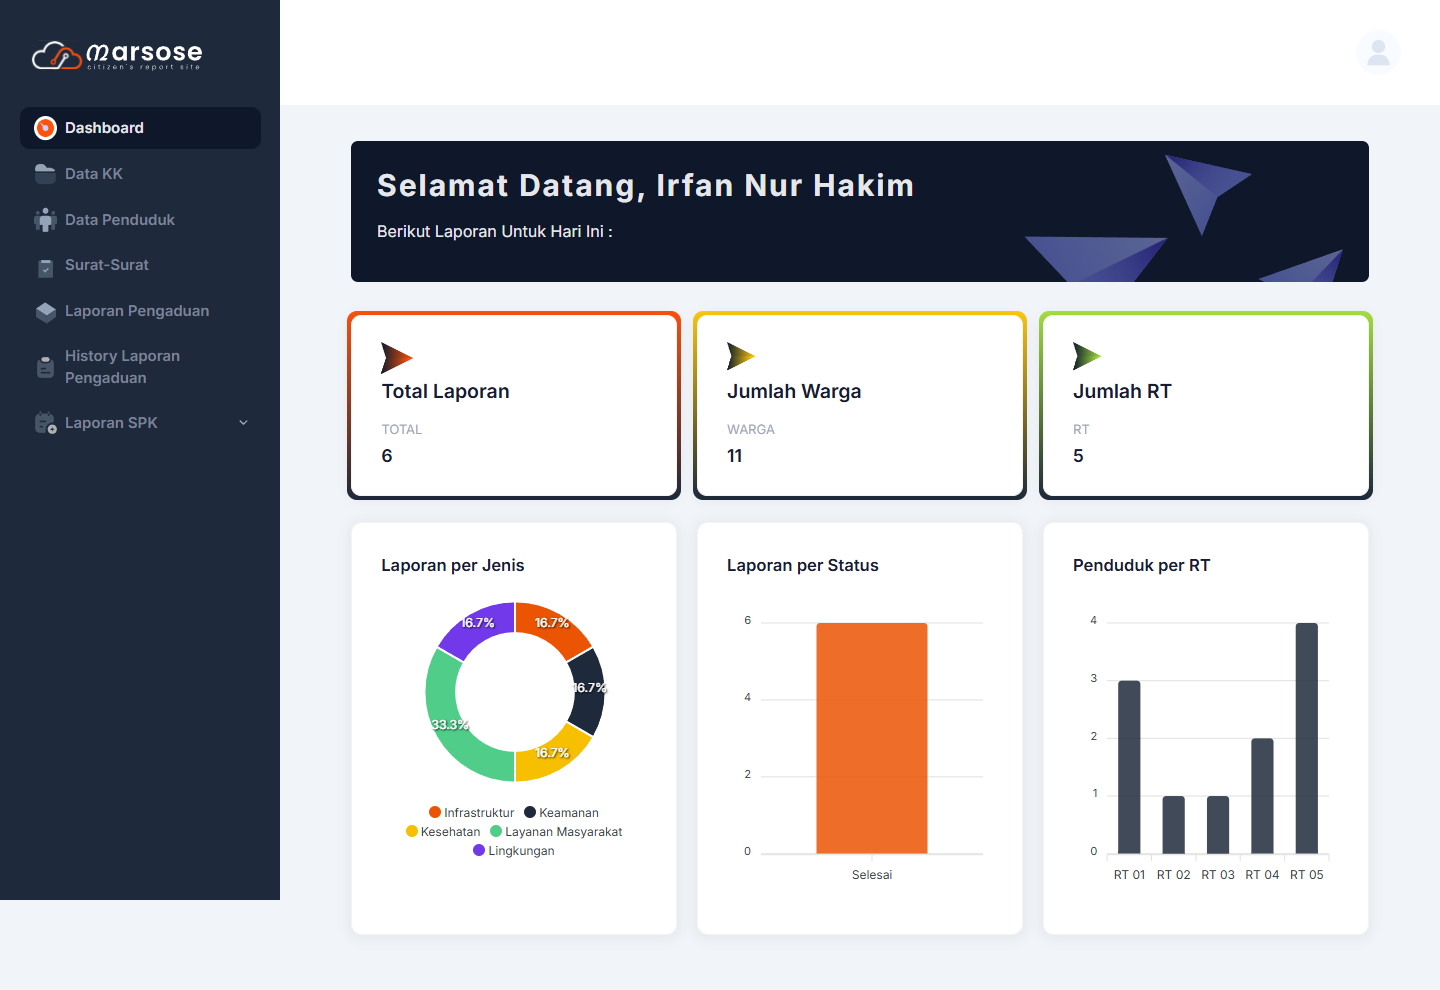 marsose
citizen's report site
Dashboard
Data KK
Data Penduduk
Surat-Surat
Laporan Pengaduan
History Laporan
Pengaduan
Laporan SPK
Selamat Datang, Irfan Nur Hakim
Berikut Laporan Untuk Hari Ini :
Total Laporan
TOTAL
6
Jumlah Warga
WARGA
11
Jumlah RT
RT
5
Laporan per Jenis
16.7% 16.7%
16.7%
33.3%
16.7%
Infrastruktur Keamanan
Kesehatan Layanan Masyarakat
Lingkungan
Laporan per Status
6
4
2
0
Selesai
Penduduk per RT
4
3
2
1
0
RT 01 RT 02 RT 03 RT 04 RT 05